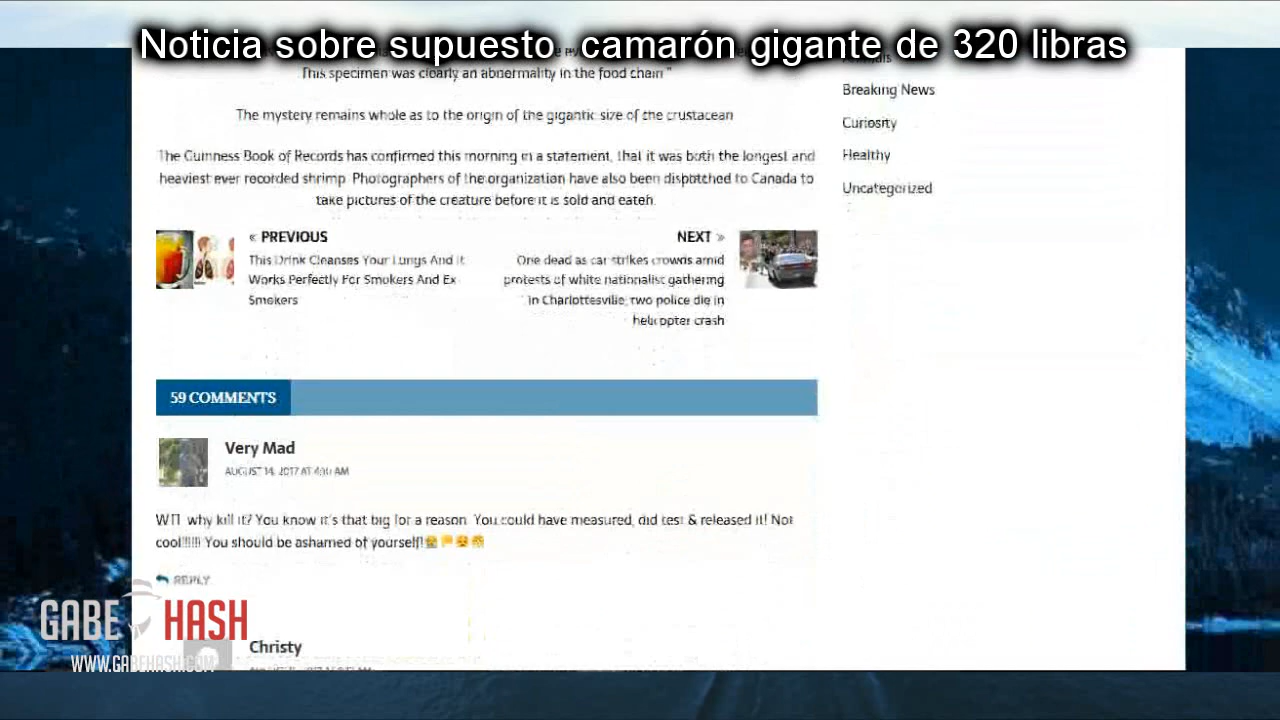 Noticia sobre supuesto camarón gigante de 320 libras
This specimen was clearly an abnormality in the food chain."
The mystery remains whole as to the origin of the gigantic size of the crustacean
The Guinness Book of Records has confirmed this morning in a statement, that it was both the longest and
heaviest ever recorded shrimp. Photographers of the organization have also been dispatched to Canada to
take pictures of the creature before it is sold and eaten.
Breaking News
Curiosity
Healthy
Uncategorized
« PREVIOUS
This Drink Cleanses Your Lungs And It
Works Perfectly For Smokers And Ex
Smokers
NEXT »
One dead as car strikes crowds amid
protests of white nationalist gathering
in Charlottesville; two police die in
helicopter crash
59 COMMENTS
Very Mad
AUGUST 14, 2017 AT AM
why kill it? You know it's that big for a reason. You could have measured, did test & released it! Not
cool!!!!!! You should be ashamed of yourself!
REPLY
GABE HASH
WWW.GABEHASH.COM
Christy